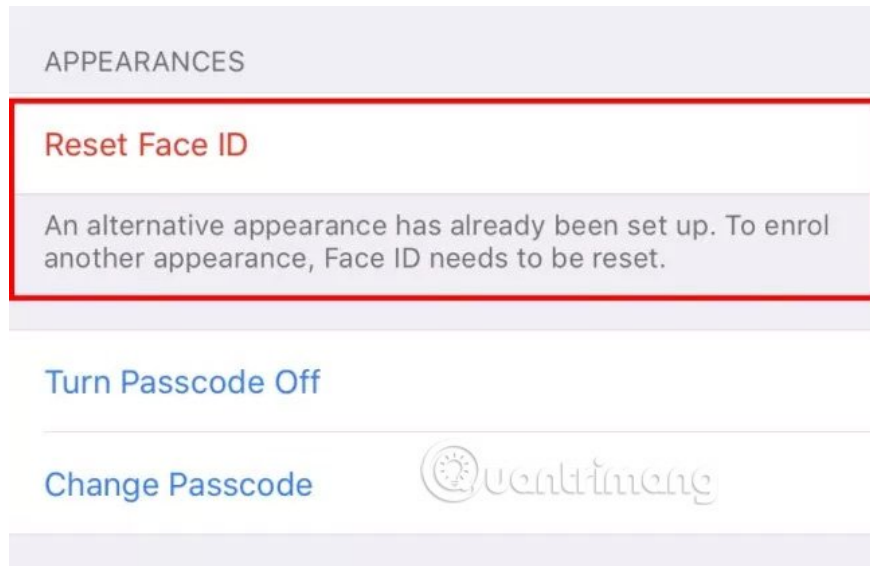 APPEARANCES
Reset Face ID
An alternative appearance has already been set up. To enrol
another appearance, Face ID needs to be reset.
Turn Passcode Off
Change Passcode
Quantrimang